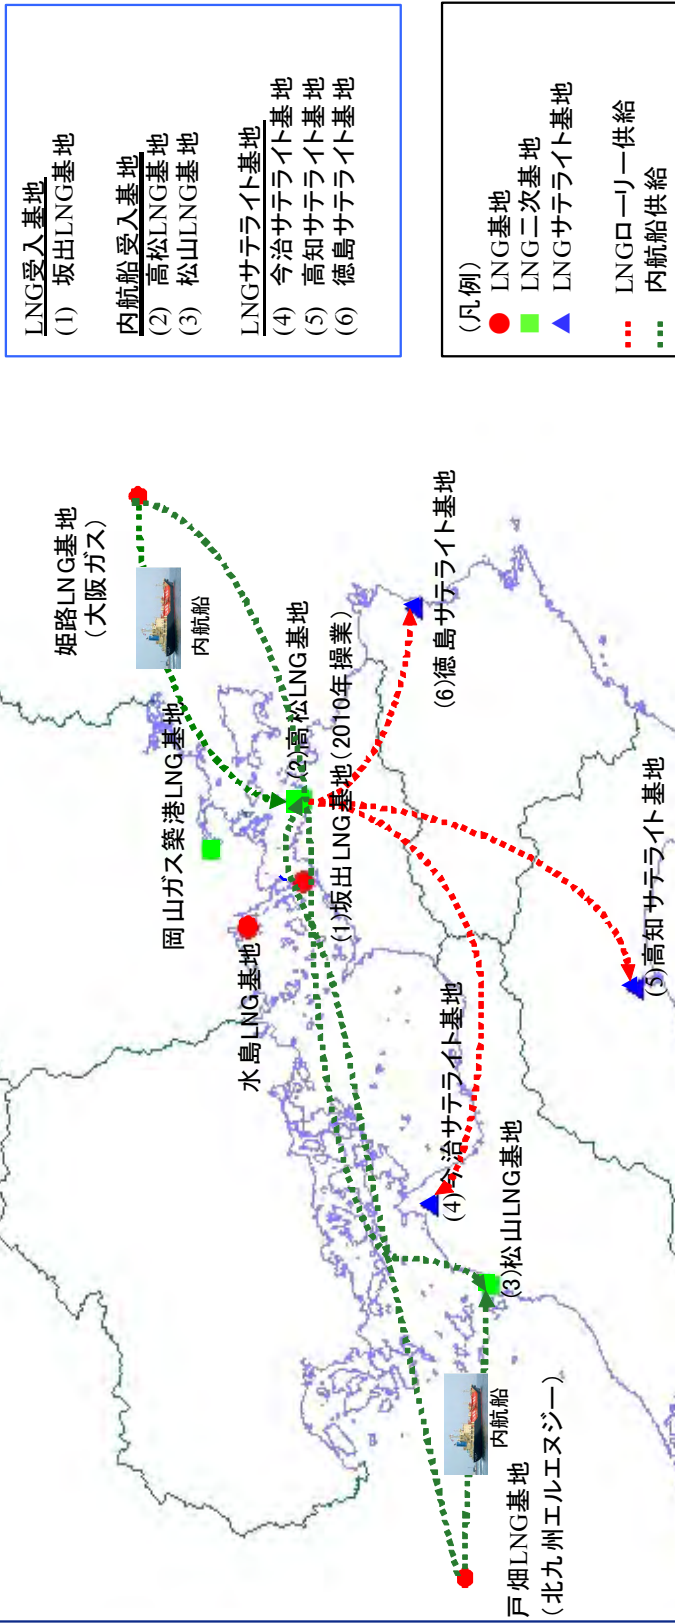 LNG受入基地
(1) 坂出LNG基地
内航船受入基地
(2) 高松LNG基地
(3) 松山LNG基地
LNGサテライト基地
(4) 今治サテライト基地
(5) 高知サテライト基地
(6) 徳島サテライト基地
(凡例)
LNG基地
LNG二次基地
LNGサテライト基地
LNGローリー供給
内航船供給
姫路LNG基地
(大阪ガス)
内航船
岡山ガス築港LNG基地
水島LNG基地
(2)高松LNG基地
(1)坂出LNG基地(2010年操業)
(6)徳島サテライト基地
(4)今治サテライト基地
(3)松山LNG基地
(5)高知サテライト基地
内航船
戸畑LNG基地
(北九州エルエヌジー)